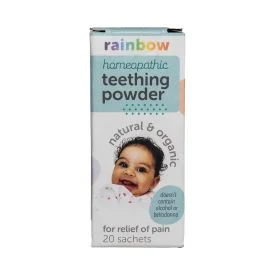 rainbow
homeopathic
teething
powder
natural & organic
doesn't
contain
alcohol or
belladonna
for relief of pain
20 sachets